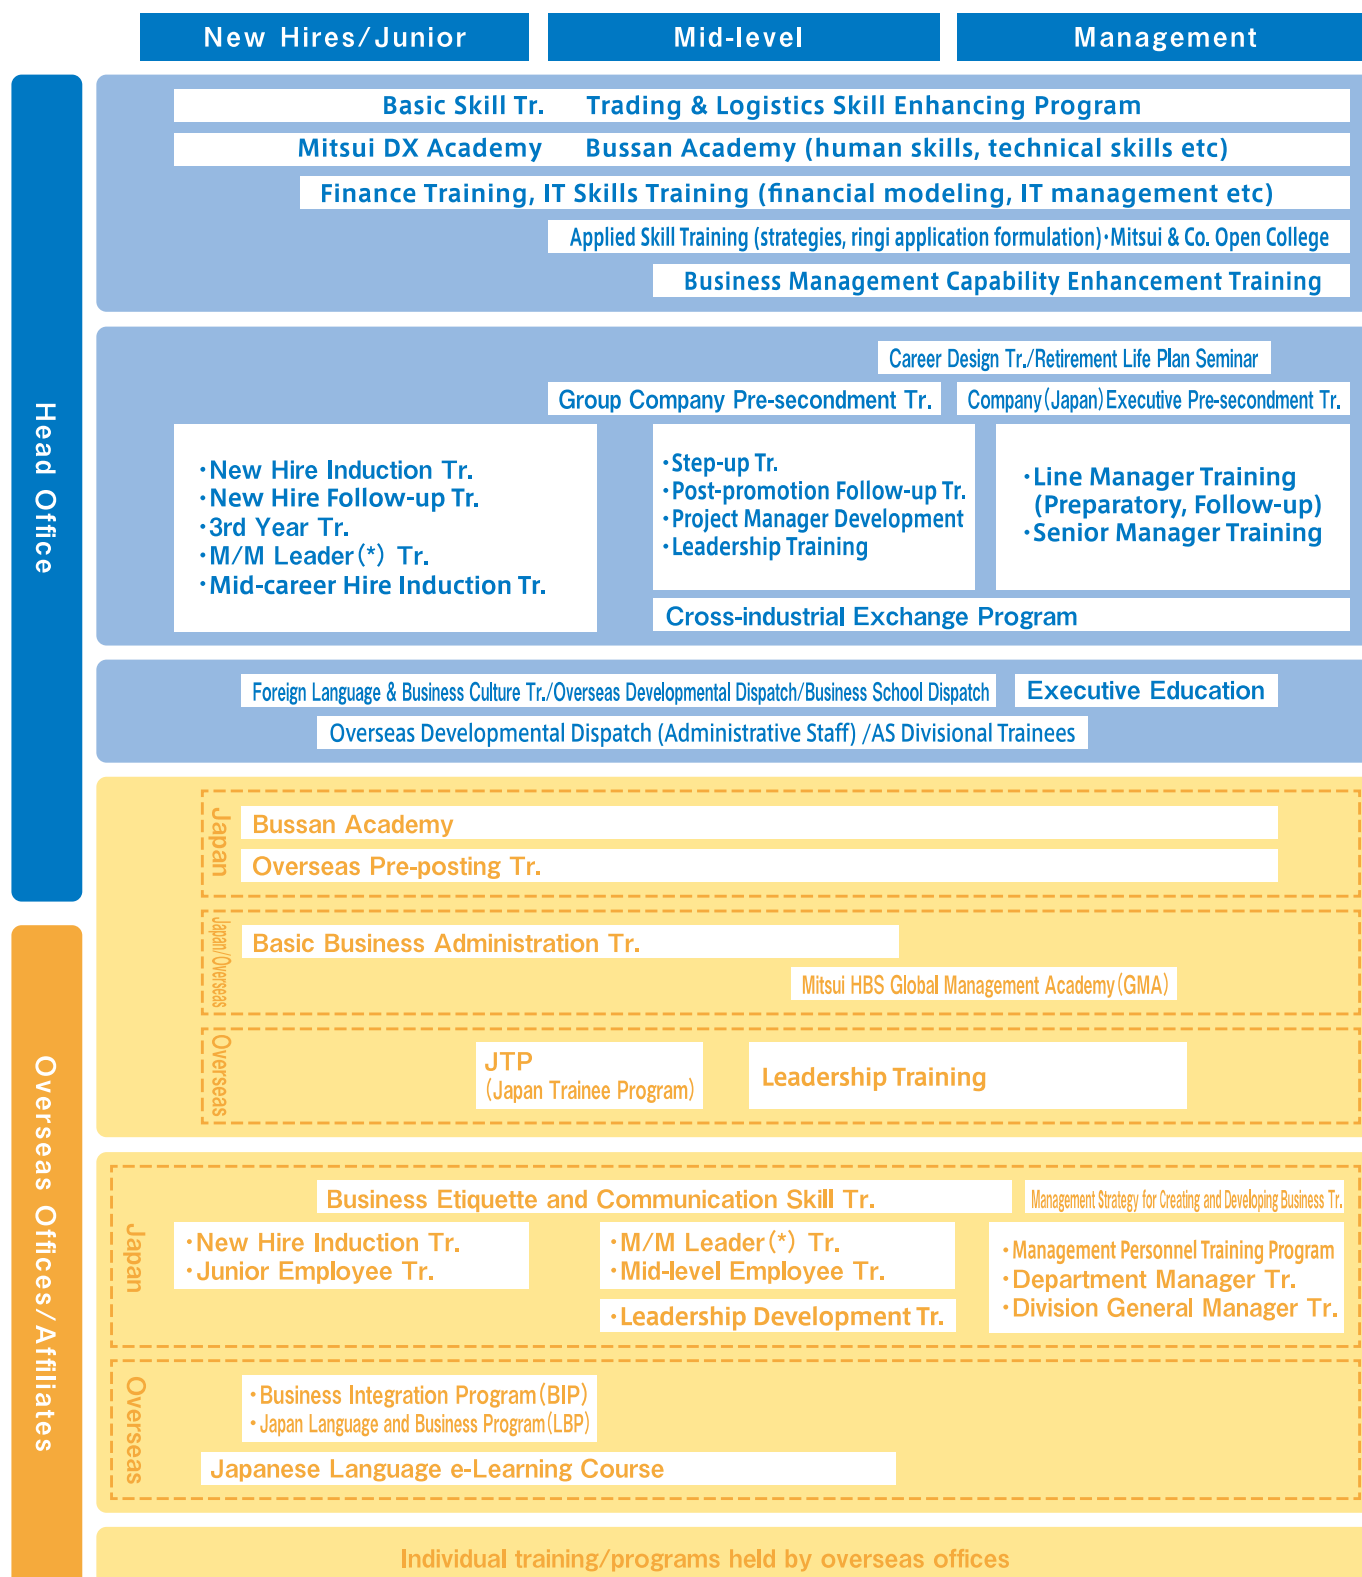 New Hires/Junior
Mid-level
Management
Head Office
Basic Skill Tr. Trading & Logistics Skill Enhancing Program
Mitsui DX Academy Bussan Academy (human skills, technical skills etc)
Finance Training, IT Skills Training (financial modeling, IT management etc)
Applied Skill Training (strategies, ringi application formulation)・Mitsui & Co. Open College
Business Management Capability Enhancement Training
Career Design Tr./Retirement Life Plan Seminar
Group Company Pre-secondment Tr.
Company(Japan)Executive Pre-secondment Tr.
・New Hire Induction Tr.
・New Hire Follow-up Tr.
・3rd Year Tr.
・M/M Leader(*) Tr.
・Mid-career Hire Induction Tr.
・Step-up Tr.
・Post-promotion Follow-up Tr.
・Project Manager Development
・Leadership Training
・Line Manager Training
(Preparatory, Follow-up)
・Senior Manager Training
Cross-industrial Exchange Program
Foreign Language & Business Culture Tr./Overseas Developmental Dispatch/Business School Dispatch
Executive Education
Overseas Developmental Dispatch (Administrative Staff) /AS Divisional Trainees
Japan
Bussan Academy
Overseas Pre-posting Tr.
Overseas Offices/Affiliates
Japan/Overseas
Basic Business Administration Tr.
Mitsui HBS Global Management Academy(GMA)
Overseas
JTP
(Japan Trainee Program)
Leadership Training
Japan
Business Etiquette and Communication Skill Tr.
Management Strategy for Creating and Developing Business Tr.
・New Hire Induction Tr.
・Junior Employee Tr.
・M/M Leader(*) Tr.
・Mid-level Employee Tr.
・Leadership Development Tr.
・Management Personnel Training Program
・Department Manager Tr.
・Division General Manager Tr.
Overseas
・Business Integration Program(BIP)
・Japan Language and Business Program(LBP)
Japanese Language e-Learning Course
Individual training/programs held by overseas offices